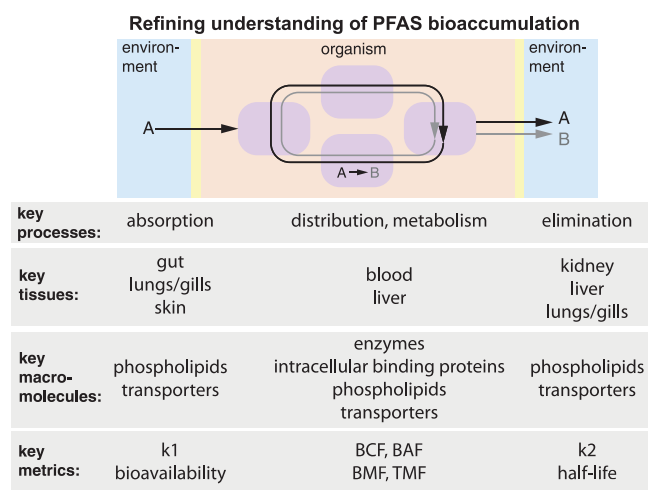 Refining understanding of PFAS bioaccumulation
environ-
ment
organism
environ-
ment
A
A
B
A
B
key
processes:
absorption
distribution, metabolism
elimination
key
tissues:
gut
lungs/gills
skin
blood
liver
kidney
liver
lungs/gills
key
macro-
molecules:
phospholipids
transporters
enzymes
intracellular binding proteins
phospholipids
transporters
phospholipids
transporters
key
metrics:
k1
bioavailability
BCF, BAF
BMF, TMF
k2
half-life